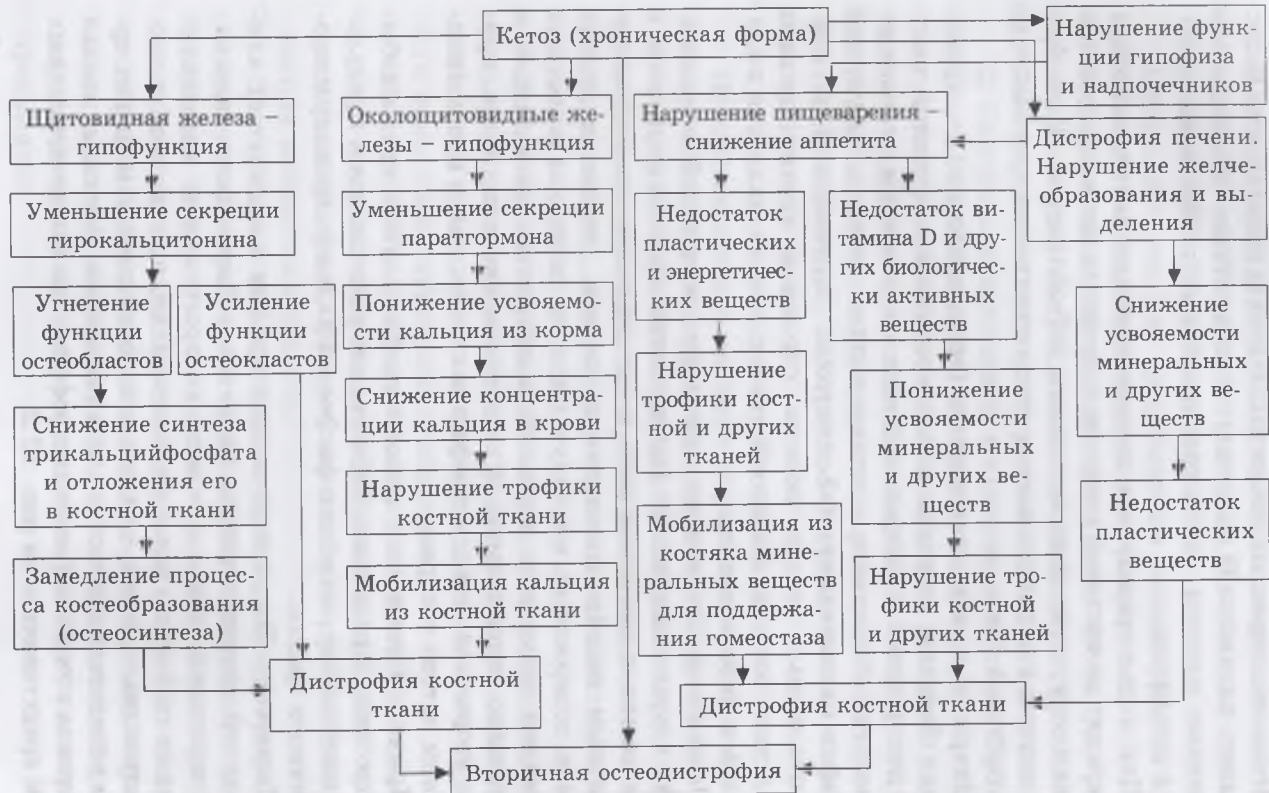 Кетоз (хроническая форма)
Нарушение функ-
ции гипофиза
и надпочечников
Щитовидная железа –
гипофункция
Околощитовидные же-
лезы – гипофункция
Нарушение пищеварения –
снижение аппетита
Дистрофия печени.
Нарушение желче-
образования и вы-
деления
Уменьшение секреции
тирокальцитонина
Уменьшение секреции
паратгормона
Недостаток
пластических
и энергетичес-
ких веществ
Недостаток ви-
тамина D и дру-
гих биологичес-
ки активных
веществ
Угнетение
функции
остеобластов
Усиление
функции
остеокластов
Понижение усвояемо-
сти кальция из корма
Снижение
усвояемости
минеральных
и других ве-
ществ
Снижение концентра-
ции кальция в крови
Нарушение
трофики кост-
ной и других
тканей
Понижение
усвояемости
минеральных
и других ве-
ществ
Снижение синтеза
трикальцийфосфата
и отложения его
в костной ткани
Нарушение трофики
костной ткани
Недостаток
пластических
веществ
Мобилизация из
костяка мине-
ральных веществ
для поддержа-
ния гомеостаза
Замедление процес-
са костеобразования
(остеосинтеза)
Мобилизация кальция
из костной ткани
Нарушение тро-
фики костной
и других тканей
Дистрофия костной
ткани
Дистрофия костной ткани
Вторичная остеодистрофия